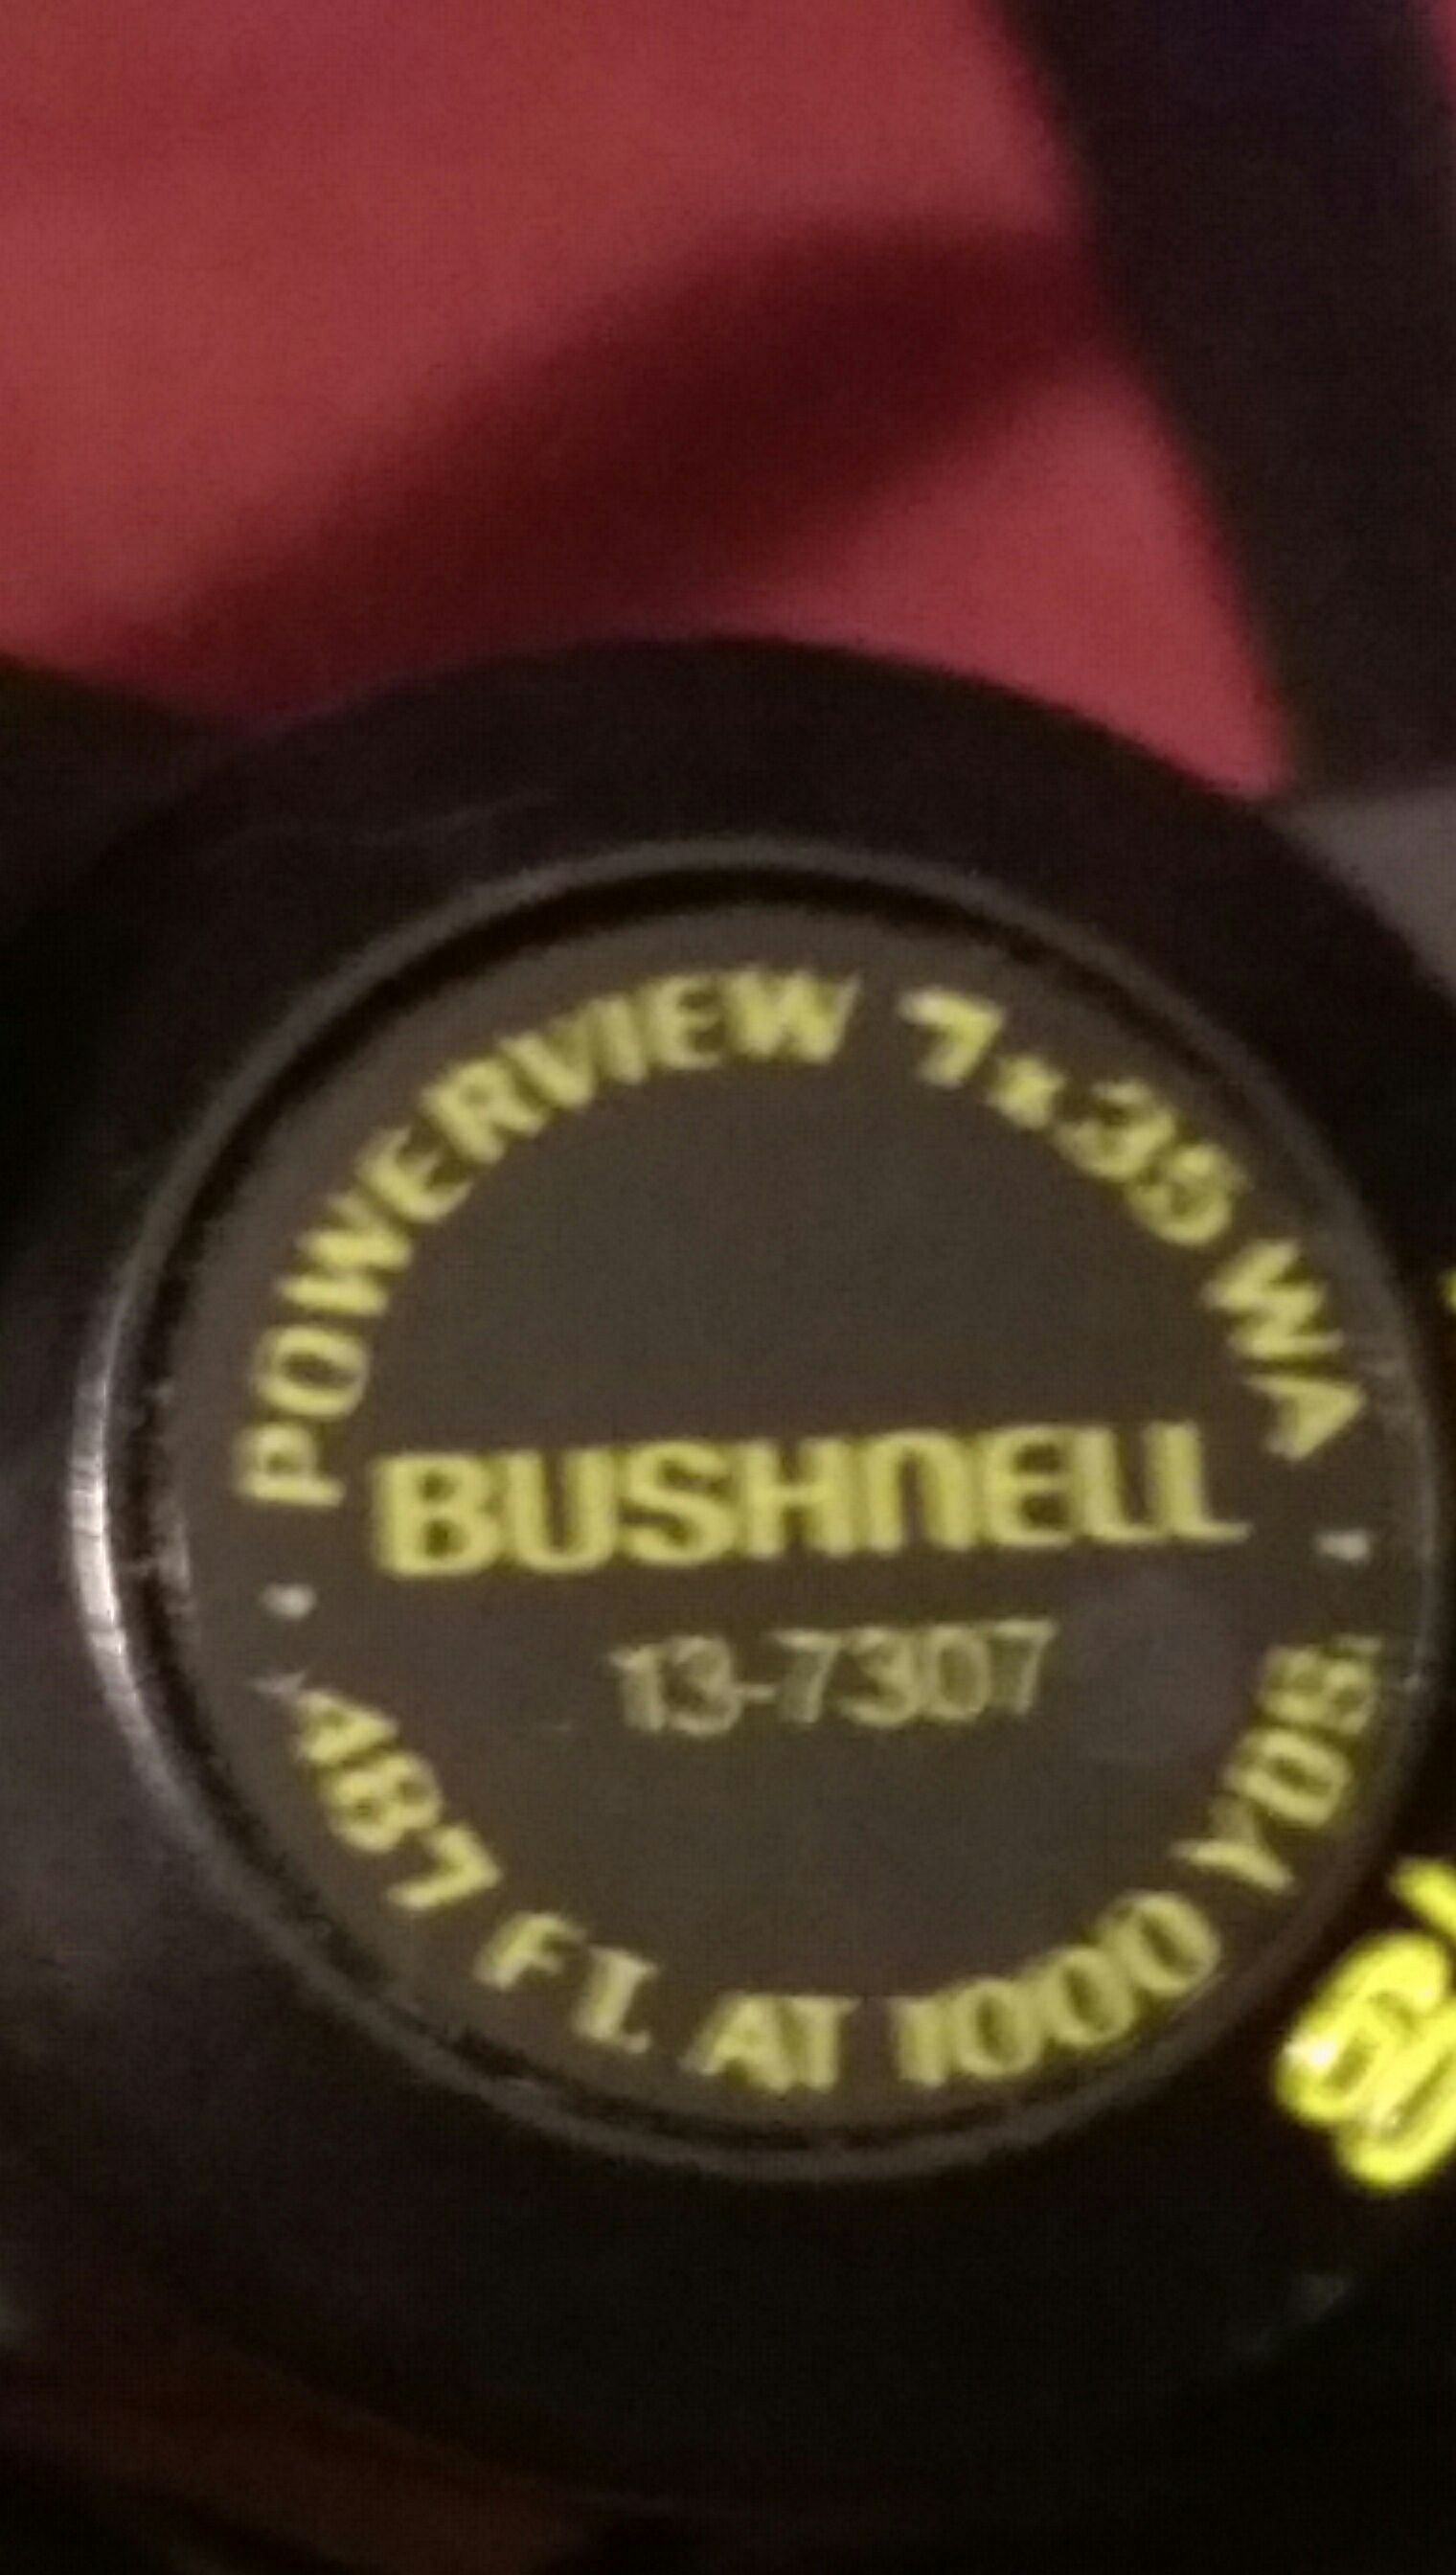 POWERVIEW 7x35 WA
BUSHNELL
13-7307
487 FT. AT 1000 YDS.